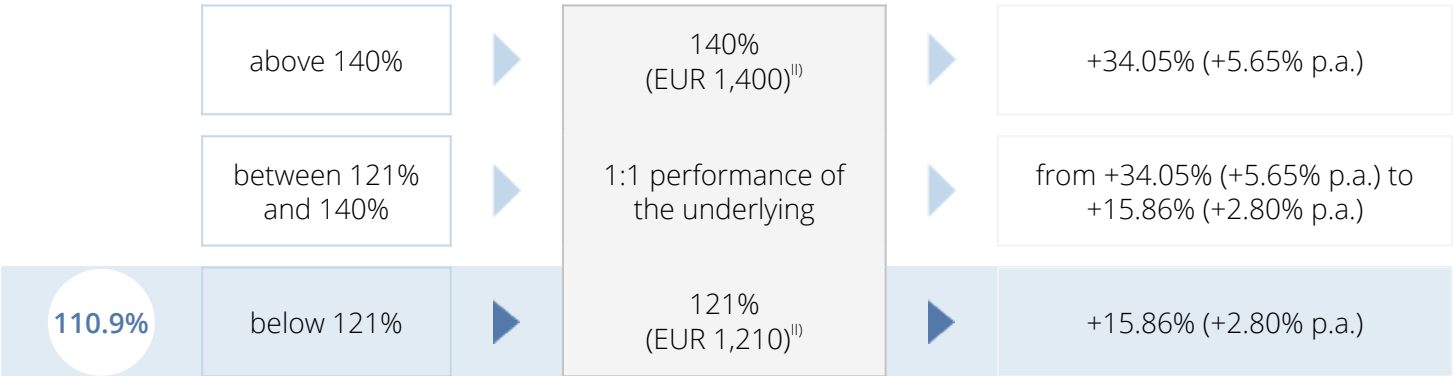 above 140%
140%
(EUR 1,400)II)
+34.05% (+5.65% p.a.)
between 121%
and 140%
1:1 performance of
the underlying
from +34.05% (+5.65% p.a.) to
+15.86% (+2.80% p.a.)
110.9%
below 121%
121%
(EUR 1,210)II)
+15.86% (+2.80% p.a.)